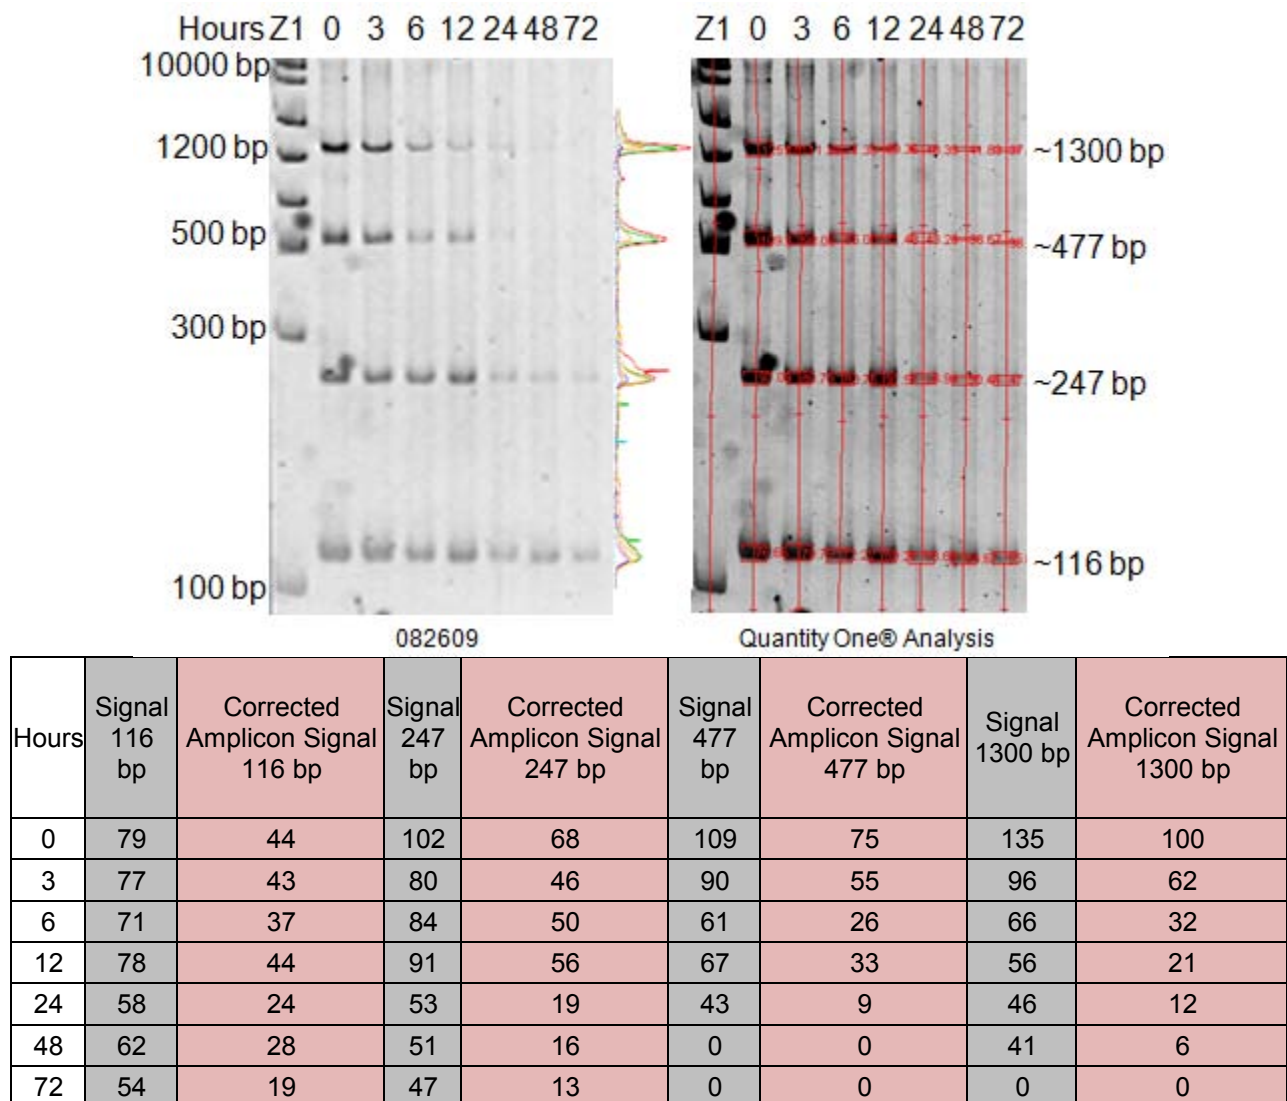 Hours Z1 0 3 6 12 24 48 72
Z1 0 3 6 12 24 48 72
10000 bp
1200 bp
500 bp
300 bp
100 bp
~1300 bp
~477 bp
~247 bp
~116 bp
082609
Quantity One® Analysis
Hours
Signal 116 bp
Corrected Amplicon Signal 116 bp
Signal 247 bp
Corrected Amplicon Signal 247 bp
Signal 477 bp
Corrected Amplicon Signal 477 bp
Signal 1300 bp
Corrected Amplicon Signal 1300 bp
0 79 44 102 68 109 75 135 100
3 77 43 80 46 90 55 96 62
6 71 37 84 50 61 26 66 32
12 78 44 91 56 67 33 56 21
24 58 24 53 19 43 9 46 12
48 62 28 51 16 0 0 41 6
72 54 19 47 13 0 0 0 0